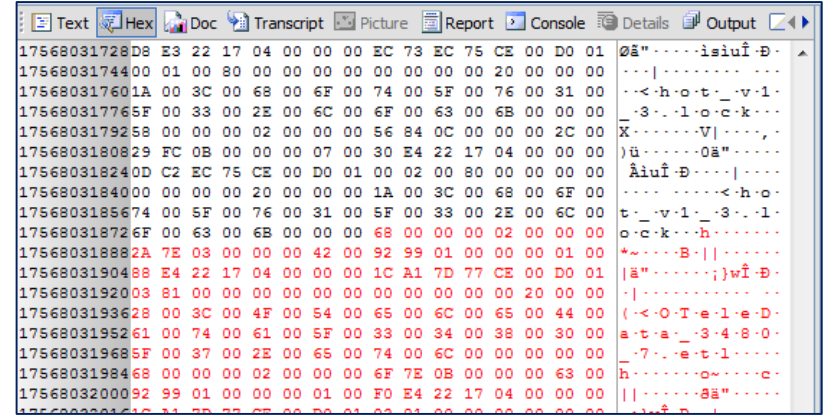 Text Hex Doc Transcript Picture Report Console Details Output
17568031728 D8 E3 22 17 04 00 00 00 EC 73 EC 75 CE 00 D0 01 Øã"·····ìsìuÎ·Ð·
17568031744 00 01 00 80 00 00 00 00 00 00 00 00 20 00 00 00 ···|········ ···
17568031760 1A 00 3C 00 68 00 6F 00 74 00 5F 00 76 00 31 00 ··<·h·o·t·_·v·1·
17568031776 5F 00 33 00 2E 00 6C 00 6F 00 63 00 6B 00 00 00 _·3·.·l·o·c·k···
17568031792 58 00 00 00 02 00 00 00 56 84 0C 00 00 00 2C 00 X·······V|····,·
17568031808 29 FC 0B 00 00 00 07 00 30 E4 22 17 04 00 00 00 )ü······0ä"·····
17568031824 0D C2 EC 75 CE 00 D0 01 00 02 00 80 00 00 00 00 ·ÂìuÎ·Ð····|····
17568031840 00 00 00 00 20 00 00 00 1A 00 3C 00 68 00 6F 00 ···· ·····<·h·o·
17568031856 74 00 5F 00 76 00 31 00 5F 00 33 00 2E 00 6C 00 t·_·v·1·_·3·.·l·
17568031872 6F 00 63 00 6B 00 00 00 68 00 00 00 02 00 00 00 o·c·k···h·······
17568031888 2A 7E 03 00 00 00 42 00 92 99 01 00 00 00 01 00 *~····B·||······
17568031904 88 E4 22 17 04 00 00 00 1C A1 7D 77 CE 00 D0 01 |ä"······¡}wÎ·Ð·
17568031920 03 81 00 00 00 00 00 00 00 00 00 00 20 00 00 00 ·|·········· ···
17568031936 28 00 3C 00 4F 00 54 00 65 00 6C 00 65 00 44 00 (·<·O·T·e·l·e·D·
17568031952 61 00 74 00 61 00 5F 00 33 00 34 00 38 00 30 00 a·t·a·_·3·4·8·0·
17568031968 5F 00 37 00 2E 00 65 00 74 00 6C 00 00 00 00 00 _·7·.·e·t·l·····
17568031984 68 00 00 00 02 00 00 00 6F 7E 0B 00 00 00 63 00 h·······o~····c·
17568032000 92 99 01 00 00 00 01 00 F0 E4 22 17 04 00 00 00 ||······ðä"·····